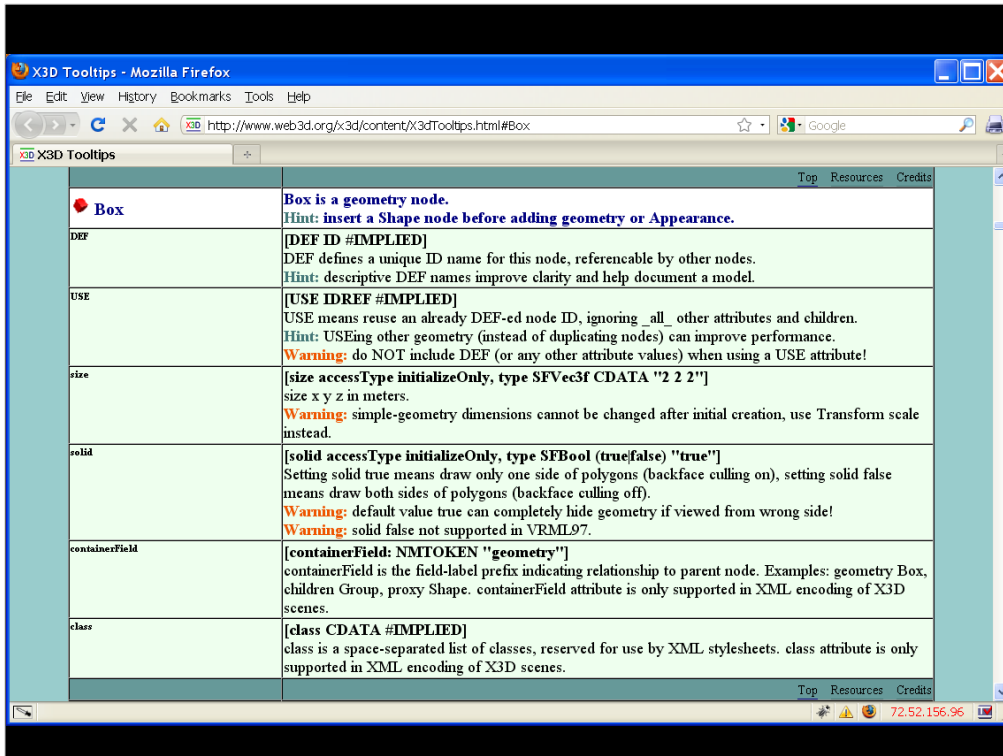 X3D Tooltips - Mozilla Firefox
File Edit View History Bookmarks Tools Help
X3D http://www.web3d.org/x3d/content/X3dTooltips.html#Box
Google
X3D X3D Tooltips
Top Resources Credits
Box
Box is a geometry node.
Hint: insert a Shape node before adding geometry or Appearance.
DEF
[DEF ID #IMPLIED]
DEF defines a unique ID name for this node, referencable by other nodes.
Hint: descriptive DEF names improve clarity and help document a model.
USE
[USE IDREF #IMPLIED]
USE means reuse an already DEF-ed node ID, ignoring _all_ other attributes and children.
Hint: USEing other geometry (instead of duplicating nodes) can improve performance.
Warning: do NOT include DEF (or any other attribute values) when using a USE attribute!
size
[size accessType initializeOnly, type SFVec3f CDATA "2 2 2"]
size x y z in meters.
Warning: simple-geometry dimensions cannot be changed after initial creation, use Transform scale
instead.
solid
[solid accessType initializeOnly, type SFBool (true|false) "true"]
Setting solid true means draw only one side of polygons (backface culling on), setting solid false
means draw both sides of polygons (backface culling off).
Warning: default value true can completely hide geometry if viewed from wrong side!
Warning: solid false not supported in VRML97.
containerField
[containerField: NMTOKEN "geometry"]
containerField is the field-label prefix indicating relationship to parent node. Examples: geometry Box,
children Group, proxy Shape. containerField attribute is only supported in XML encoding of X3D
scenes.
class
[class CDATA #IMPLIED]
class is a space-separated list of classes, reserved for use by XML stylesheets. class attribute is only
supported in XML encoding of X3D scenes.
Top Resources Credits
72.52.156.96